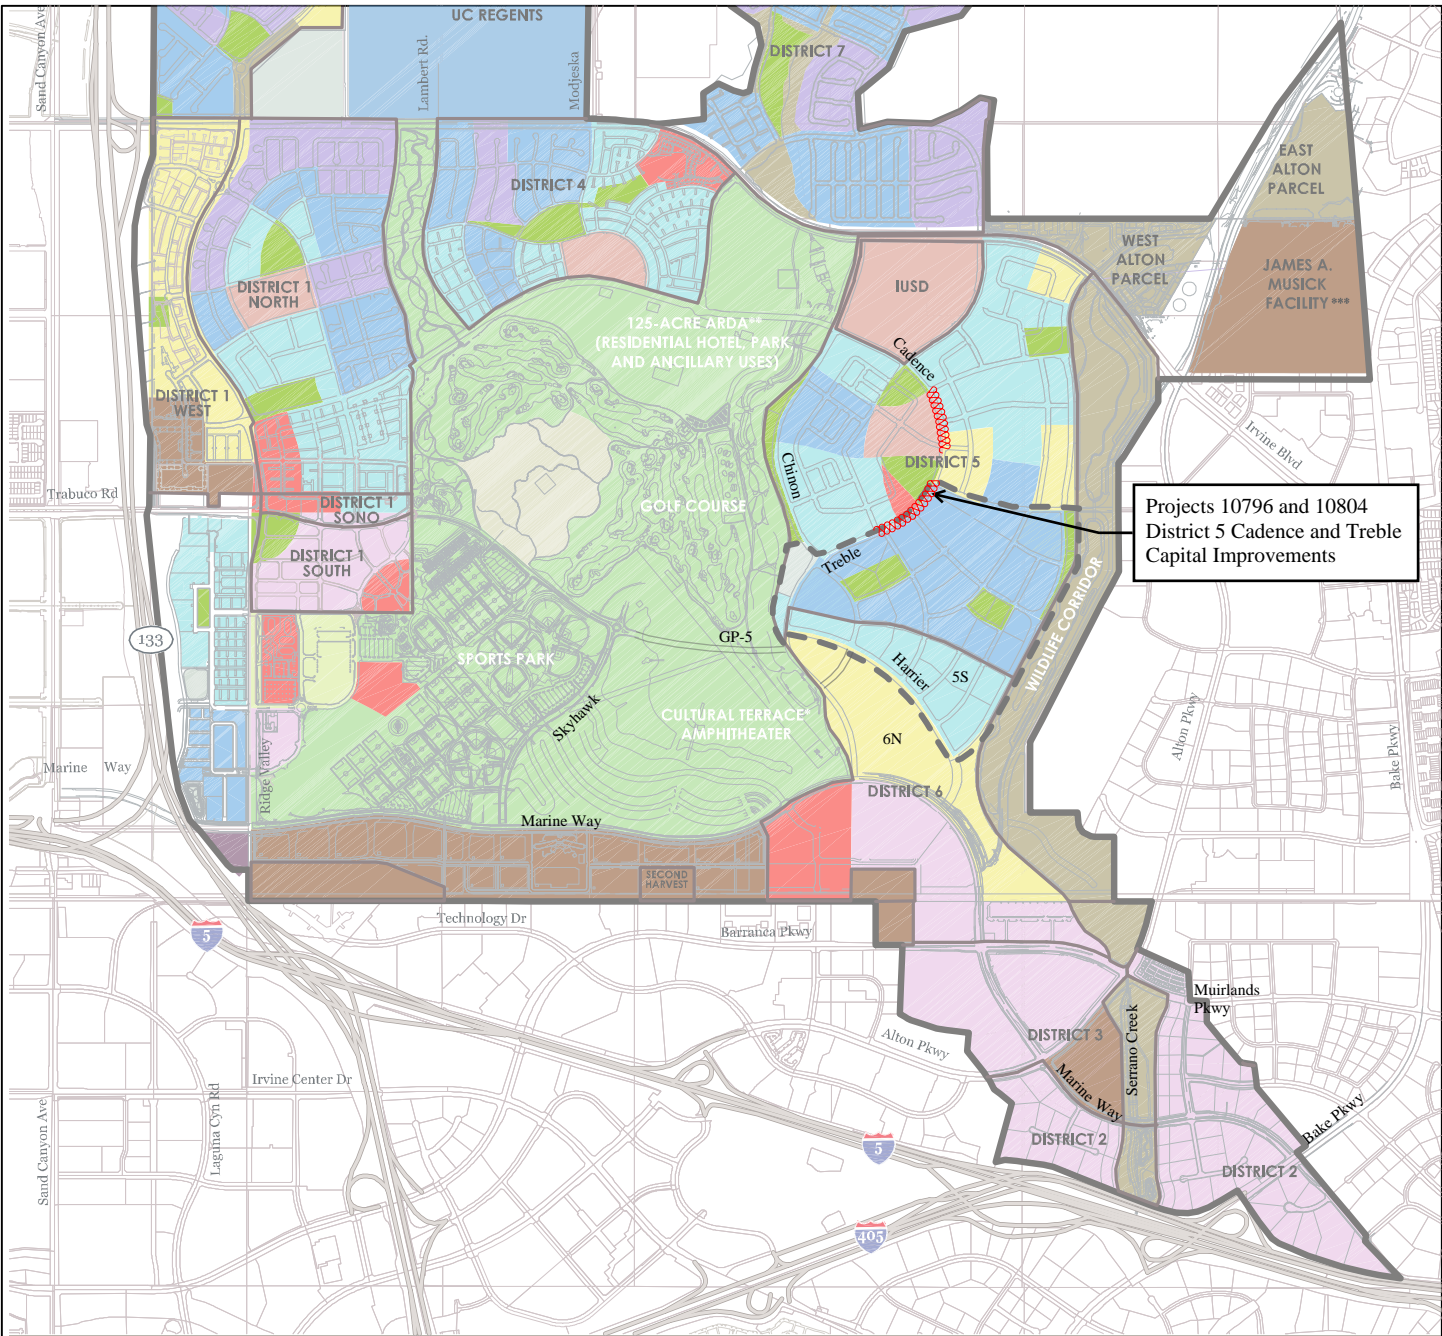 UC REGENTS
Sand Canyon Ave
Lambert Rd.
Modjeska
DISTRICT 7
EAST
ALTON
PARCEL
DISTRICT 4
WEST
ALTON
PARCEL
JAMES A.
MUSICK
FACILITY ***
IUSD
DISTRICT 1
NORTH
125-ACRE ARDA**
(RESIDENTIAL HOTEL, PARK
AND ANCILLARY USES)
Cadence
DISTRICT 1
WEST
Irvine Blvd
Chinon
DISTRICT 5
Trabuco Rd
DISTRICT 1
SONO
GOLF COURSE
Projects 10796 and 10804
District 5 Cadence and Treble
Capital Improvements
DISTRICT 1
SOUTH
Treble
WILDLIFE CORRIDOR
133
GP-5
SPORTS PARK
Harrier
5S
Skyhawk
CULTURAL TERRACE*
AMPHITHEATER
6N
Alton Pkwy
Bake Pkwy
Marine Way
Ridge Valley
DISTRICT 6
Marine Way
SECOND
HARVEST
Technology Dr
Barranca Pkwy
5
Muirlands
Pkwy
DISTRICT 3
Alton Pkwy
Serrano Creek
Marine Way
Irvine Center Dr
Laguna Cyn Rd
Sand Canyon Ave
Bake Pkwy
5
DISTRICT 2
DISTRICT 2
405